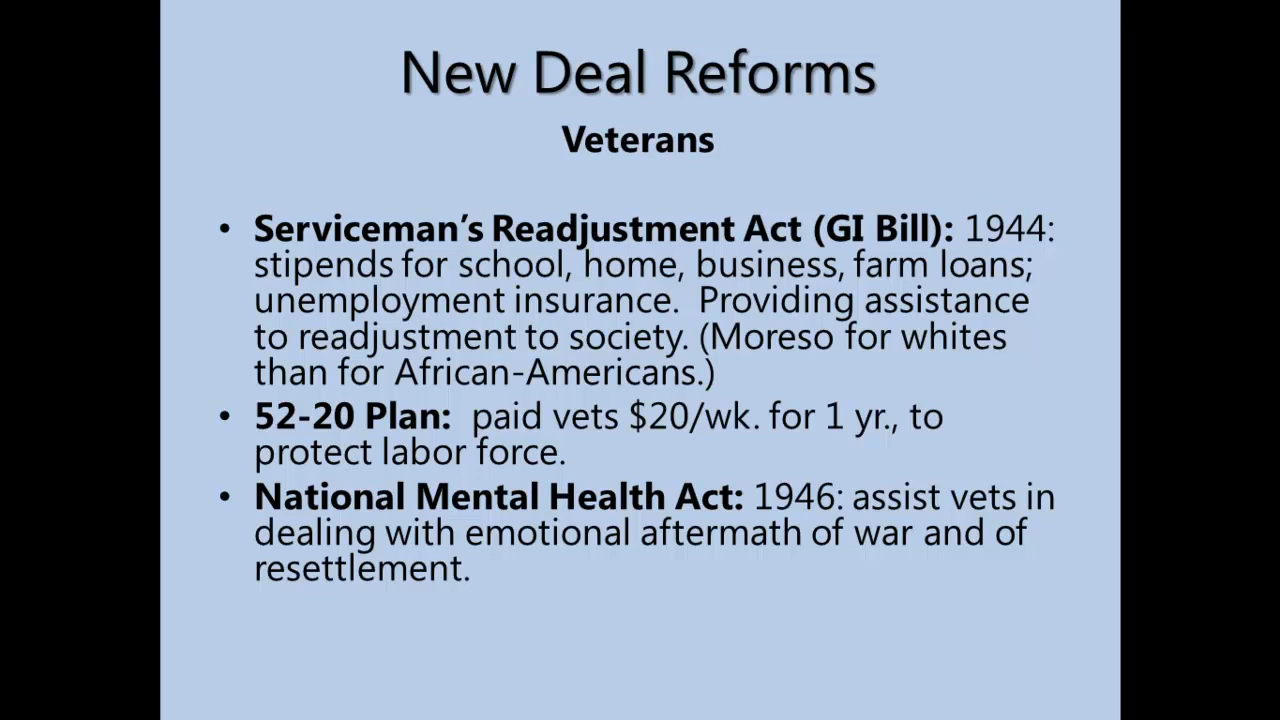 New Deal Reforms
Veterans
• Serviceman’s Readjustment Act (GI Bill): 1944:
stipends for school, home, business, farm loans;
unemployment insurance.  Providing assistance
to readjustment to society. (Moreso for whites
than for African-Americans.)
• 52-20 Plan:  paid vets $20/wk. for 1 yr., to
protect labor force.
• National Mental Health Act: 1946: assist vets in
dealing with emotional aftermath of war and of
resettlement.